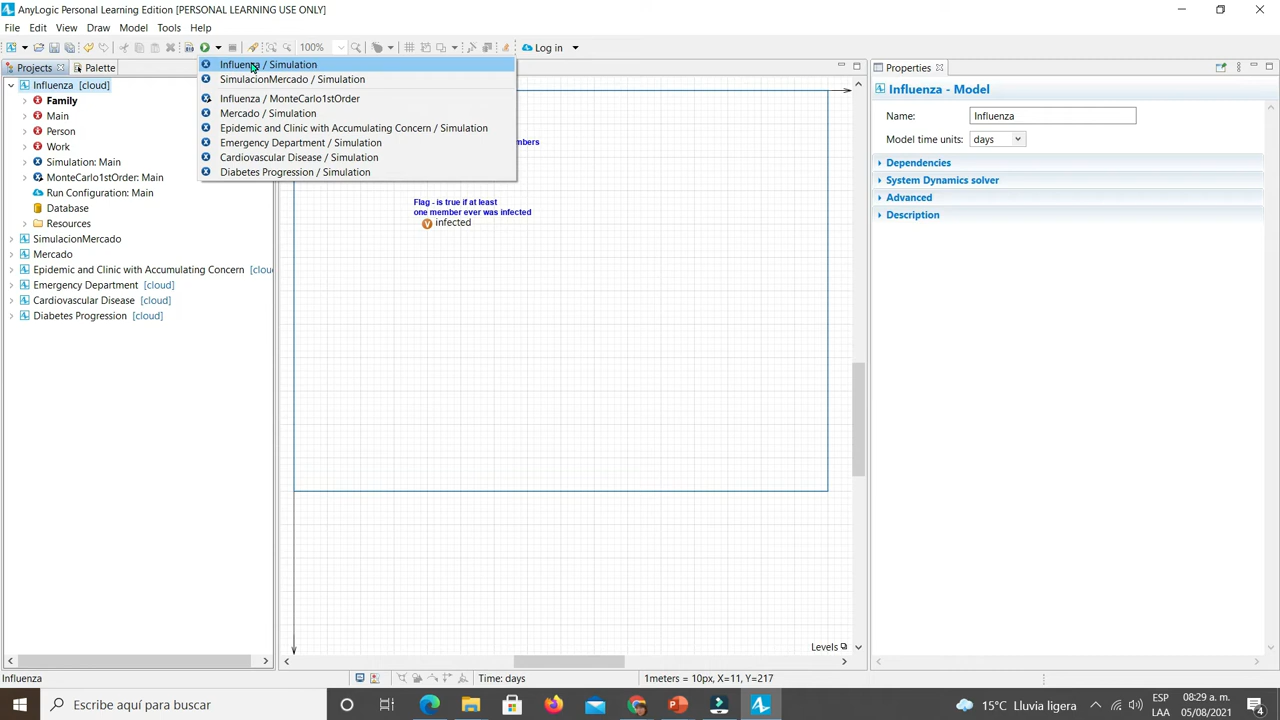 AnyLogic Personal Learning Edition [PERSONAL LEARNING USE ONLY]
File Edit View Draw Model Tools Help
100%
Log in
Projects
Palette
Influenza [cloud]
Family
Main
Person
Work
Simulation: Main
MonteCarlo1stOrder: Main
Run Configuration: Main
Database
Resources
SimulacionMercado
Mercado
Epidemic and Clinic with Accumulating Concern
Emergency Department [cloud]
Cardiovascular Disease [cloud]
Diabetes Progression [cloud]
Influenza / Simulation
SimulacionMercado / Simulation
Influenza / MonteCarlo1stOrder
Mercado / Simulation
Epidemic and Clinic with Accumulating Concern / Simulation
Emergency Department / Simulation
Cardiovascular Disease / Simulation
Diabetes Progression / Simulation
Flag - is true if at least
one member ever was infected
V infected
Levels
Properties
Influenza - Model
Name: Influenza
Model time units: days
Dependencies
System Dynamics solver
Advanced
Description
Influenza
Time: days
1meters = 10px, X=11, Y=217
Escribe aquí para buscar
15°C Lluvia ligera
ESP
LAA
08:29 a. m.
05/08/2021
4